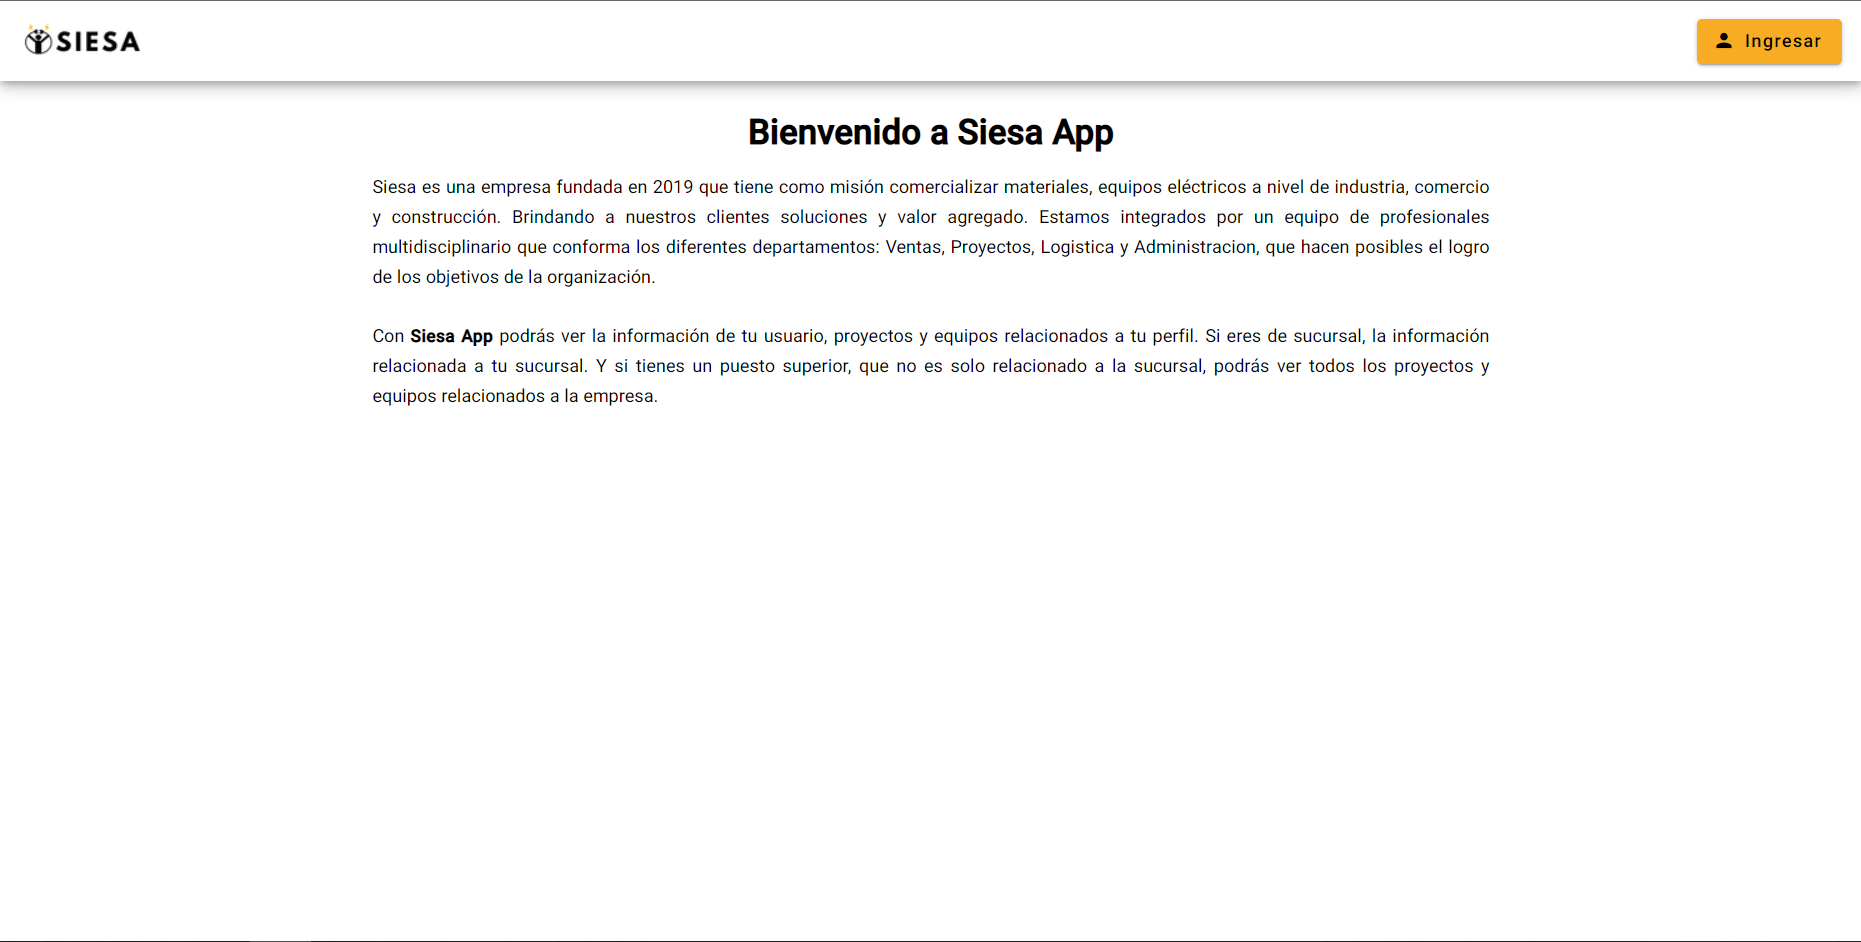 SIESA
Ingresar
Bienvenido a Siesa App
Siesa es una empresa fundada en 2019 que tiene como misión comercializar materiales, equipos eléctricos a nivel de industria, comercio
y construcción. Brindando a nuestros clientes soluciones y valor agregado. Estamos integrados por un equipo de profesionales
multidisciplinario que conforma los diferentes departamentos: Ventas, Proyectos, Logistica y Administracion, que hacen posibles el logro
de los objetivos de la organización.
Con Siesa App podrás ver la información de tu usuario, proyectos y equipos relacionados a tu perfil. Si eres de sucursal, la información
relacionada a tu sucursal. Y si tienes un puesto superior, que no es solo relacionado a la sucursal, podrás ver todos los proyectos y
equipos relacionados a la empresa.